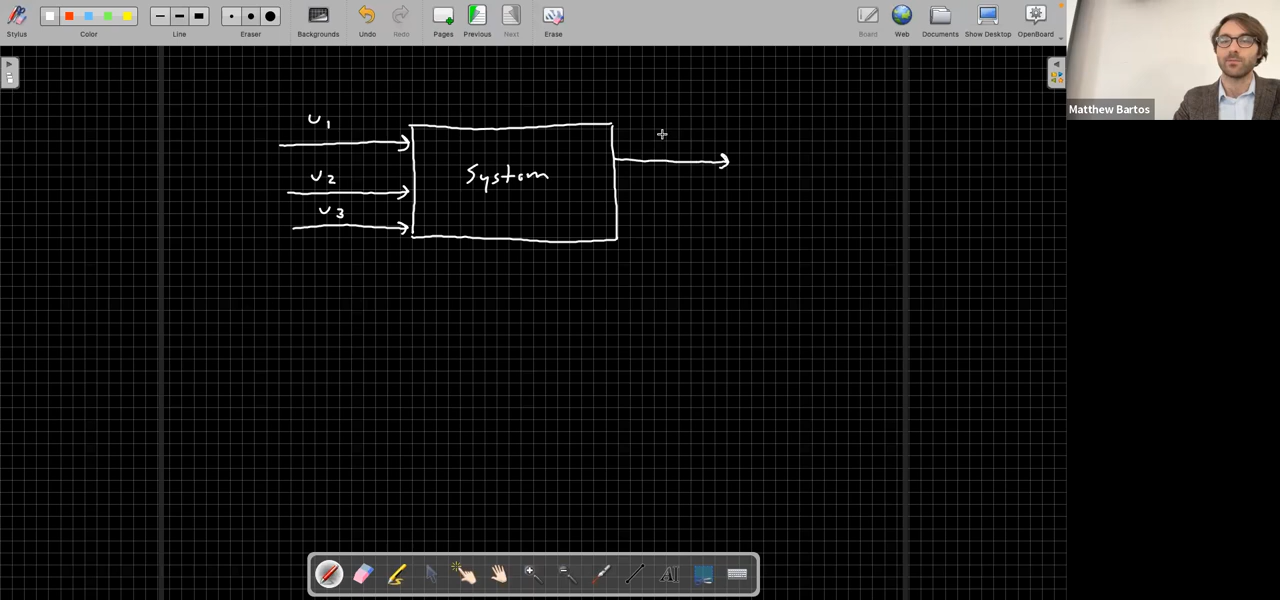 Stylus
Color
Line
Eraser
Backgrounds
Undo
Redo
Pages
Previous
Next
Erase
Board
Web
Documents
Show Desktop
OpenBoard
Matthew Bartos
U1
U2
U3
System
AI